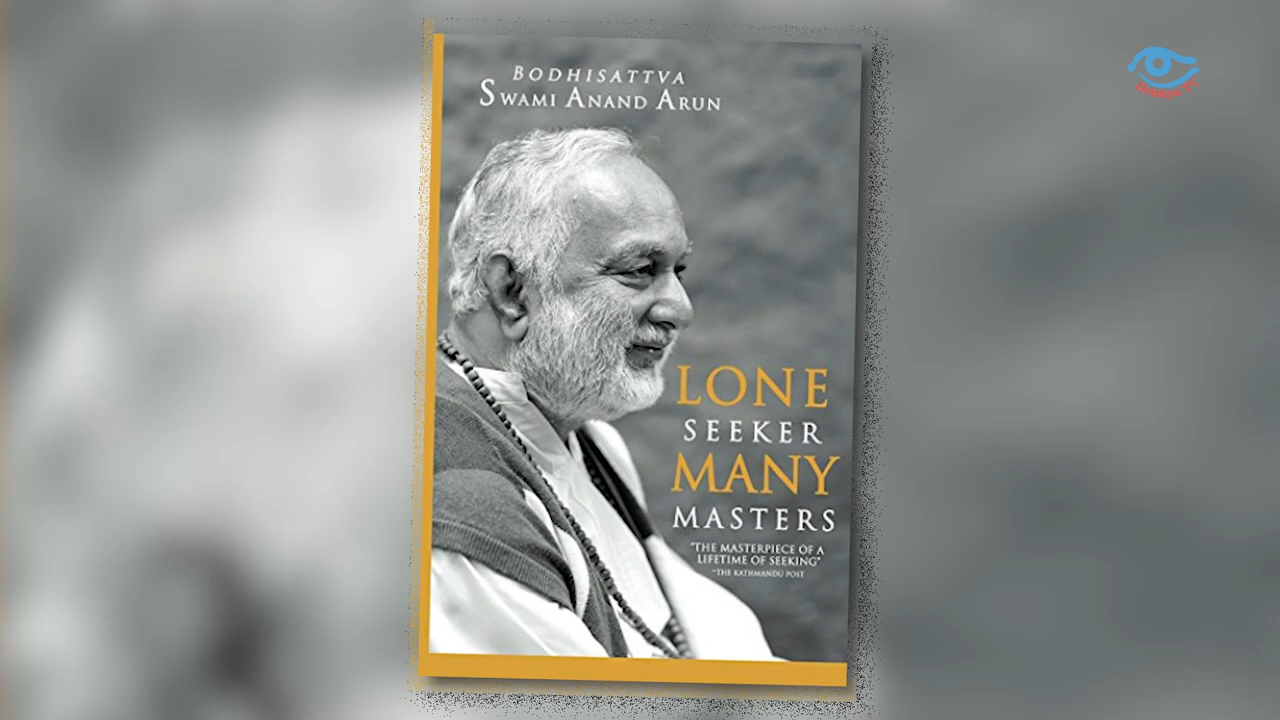 BODHISATTVA
SWAMI ANAND ARUN
LONE
SEEKER
MANY
MASTERS
"THE MASTERPIECE OF A
LIFETIME OF SEEKING"
~THE KATHMANDU POST